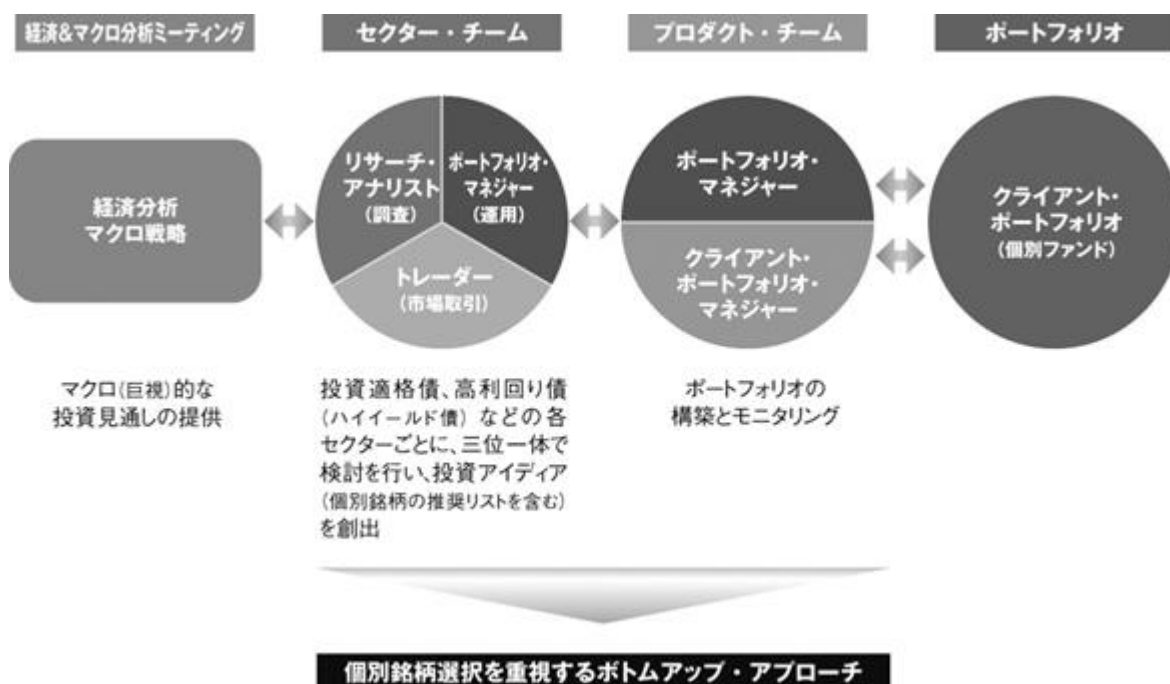 経済&マクロ分析ミーティング
セクター・チーム
プロダクト・チーム
ポートフォリオ
経済分析
マクロ戦略
リサーチ・
アナリスト
(調査)
ポートフォリオ・
マネジャー
(運用)
トレーダー
(市場取引)
ポートフォリオ・
マネジャー
クライアント・
ポートフォリオ・
マネジャー
クライアント・
ポートフォリオ
(個別ファンド)
マクロ(巨視)的な
投資見通しの提供
投資適格債、高利回り債
(ハイイールド債)などの各
セクターごとに、三位一体で
検討を行い、投資アイディア
(個別銘柄の推奨リストを含む)
を創出
ポートフォリオの
構築とモニタリング
個別銘柄選択を重視するボトムアップ・アプローチ